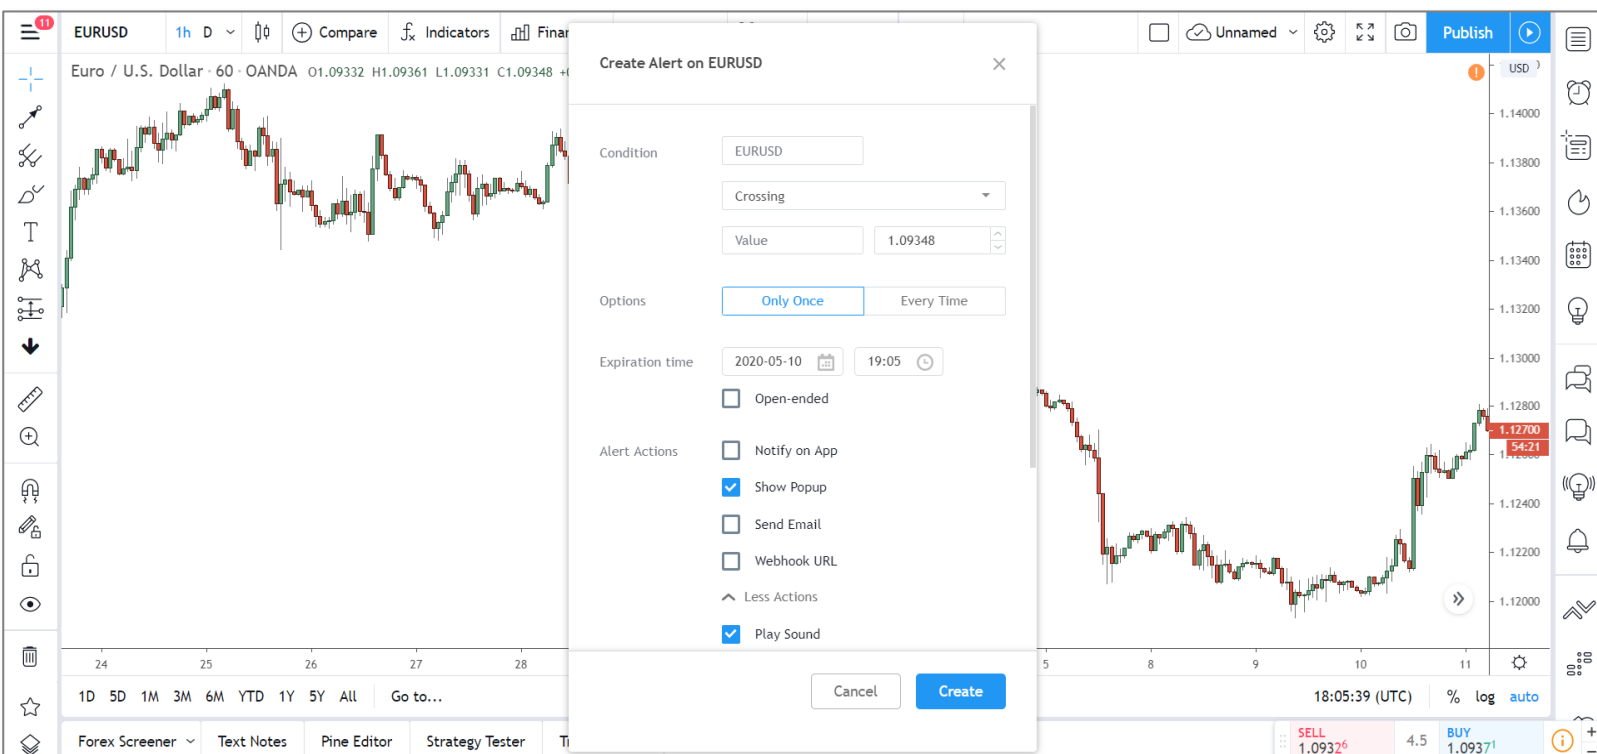 11
EURUSD 1h D Compare Indicators Finan Unnamed Publish
Euro / U.S. Dollar · 60 · OANDA O1.09332 H1.09361 L1.09331 C1.09348
USD
Create Alert on EURUSD
Condition EURUSD
Crossing
Value 1.09348
Options Only Once Every Time
Expiration time 2020-05-10 19:05
Open-ended
Alert Actions Notify on App
Show Popup
Send Email
Webhook URL
Less Actions
Play Sound
Cancel Create
1.14000
1.13800
1.13600
1.13400
1.13200
1.13000
1.12800
1.12700
54:21
1.12400
1.12200
1.12000
24 25 26 27 28 5 8 9 10 11
1D 5D 1M 3M 6M YTD 1Y 5Y All Go to... 18:05:39 (UTC) % log auto
Forex Screener Text Notes Pine Editor Strategy Tester
SELL 4.5 BUY
1.09326 1.09371